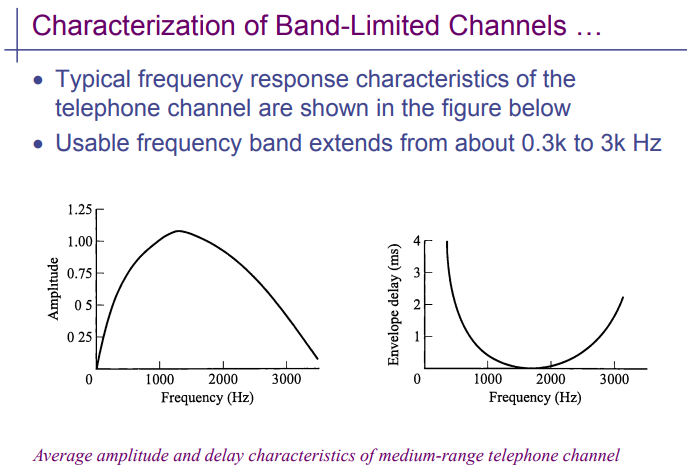 Characterization of Band-Limited Channels …
• Typical frequency response characteristics of the
telephone channel are shown in the figure below
• Usable frequency band extends from about 0.3k to 3k Hz
1.25
1.00
0.75
0 5
0 25
0
1000
2000
3000
Amplitude
Frequency (Hz)
4
3
2
1
0
1000
2000
3000
Envelope delay (ms)
Frequency (Hz)
Average amplitude and delay characteristics of medium-range telephone channel